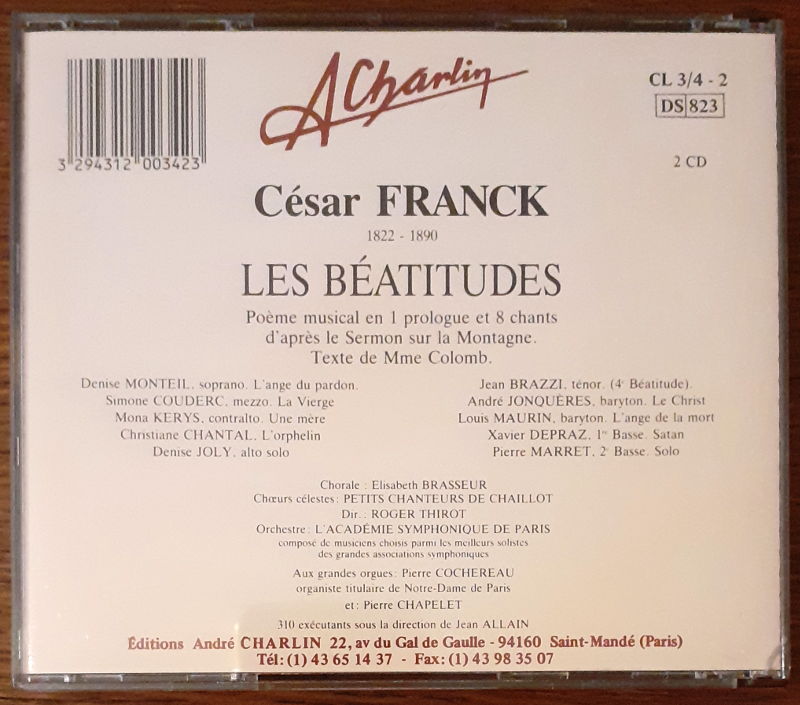 A Charlin
CL 3/4 - 2
DS 823
3 294312 003423
2 CD
César FRANCK
1822 - 1890
LES BÉATITUDES
Poème musical en 1 prologue et 8 chants
d'après le Sermon sur la Montagne.
Texte de Mme Colomb.
Denise MONTEIL, soprano. L'ange du pardon.
Simone COUDERC, mezzo. La Vierge
Mona KERYS, contralto. Une mère
Christiane CHANTAL, L'orphelin
Denise JOLY, alto solo
Jean BRAZZI, ténor. (4e Béatitude).
André JONQUÈRES, baryton. Le Christ
Louis MAURIN, baryton. L'ange de la mort
Xavier DEPRAZ, 1re Basse. Satan
Pierre MARRET, 2e Basse. Solo
Chorale : Elisabeth BRASSEUR
Chœurs célestes : PETITS CHANTEURS DE CHAILLOT
Dir. : ROGER THIROT
Orchestre : L'ACADÉMIE SYMPHONIQUE DE PARIS
composé de musiciens choisis parmi les meilleurs solistes
des grandes associations symphoniques
Aux grandes orgues : Pierre COCHEREAU
organiste titulaire de Notre-Dame de Paris
et : Pierre CHAPELET
310 exécutants sous la direction de Jean ALLAIN
Éditions André CHARLIN 22, av du Gal de Gaulle - 94160 Saint-Mandé (Paris)
Tél: (1) 43 65 14 37 - Fax: (1) 43 98 35 07